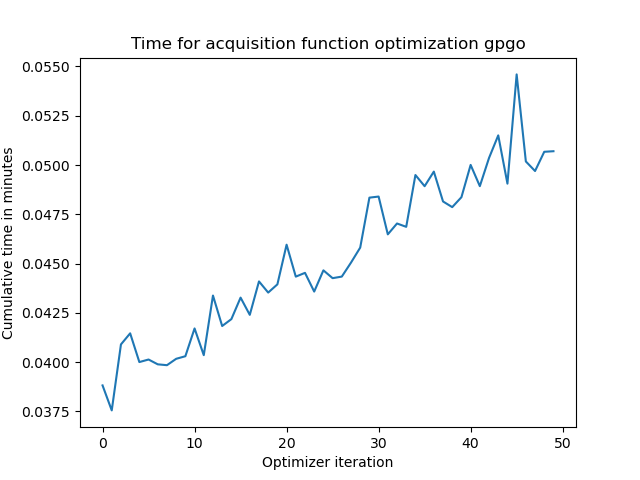 Time for acquisition function optimization gpgo
0.0550
0.0525
0.0500
0.0475
0.0450
0.0425
0.0400
0.0375
Cumulative time in minutes
0 10 20 30 40 50
Optimizer iteration